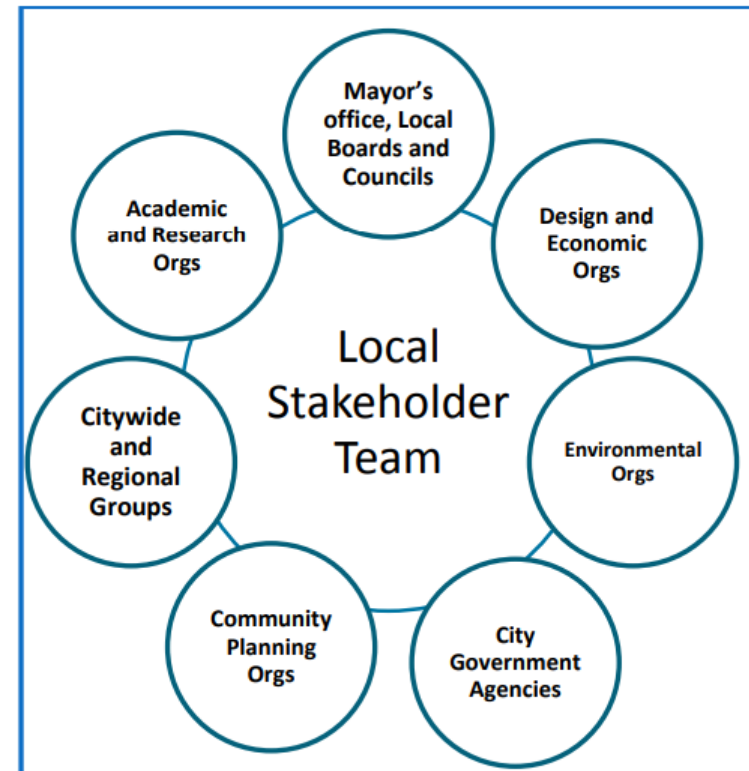 Mayor’s
office, Local
Boards and
Councils
Design and
Economic
Orgs
Environmental
Orgs
City
Government
Agencies
Community
Planning
Orgs
Citywide
and
Regional
Groups
Academic
and Research
Orgs
Local
Stakeholder
Team